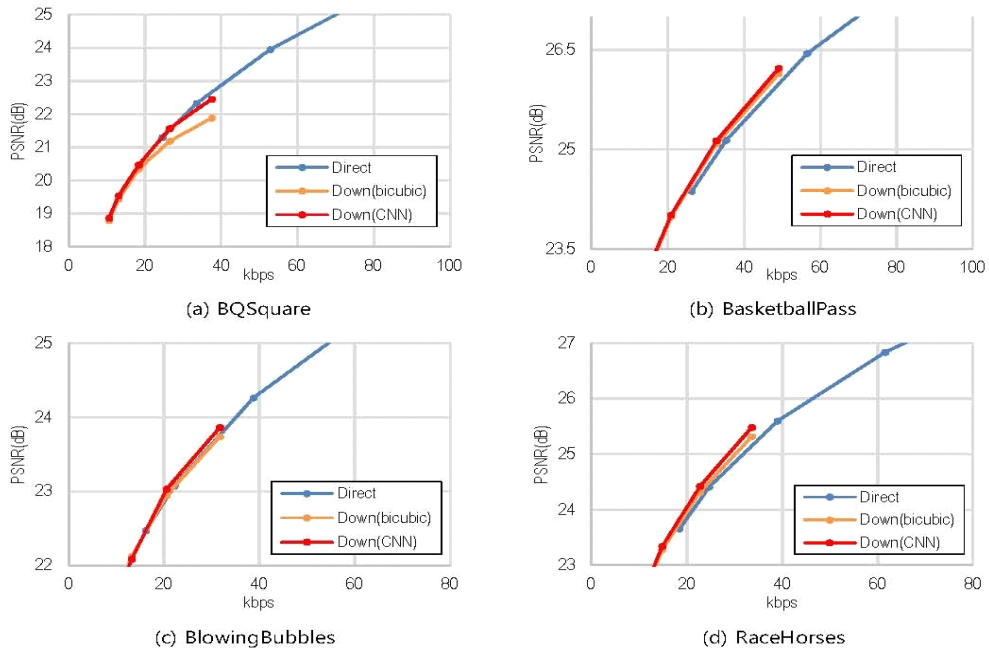 25
24
23
22
21
20
19
18
PSNR(dB)
Direct
Down(bicubic)
Down(CNN)
0 20 40 60 80 100
kbps
(a) BQSquare
26.5
25
23.5
PSNR(dB)
Direct
Down(bicubic)
Down(CNN)
0 20 40 60 80 100
kbps
(b) BasketballPass
25
24
23
22
PSNR(dB)
Direct
Down(bicubic)
Down(CNN)
0 20 40 60 80
kbps
(c) BlowingBubbles
27
26
25
24
23
PSNR(dB)
Direct
Down(bicubic)
Down(CNN)
0 20 40 60 80
kbps
(d) RaceHorses